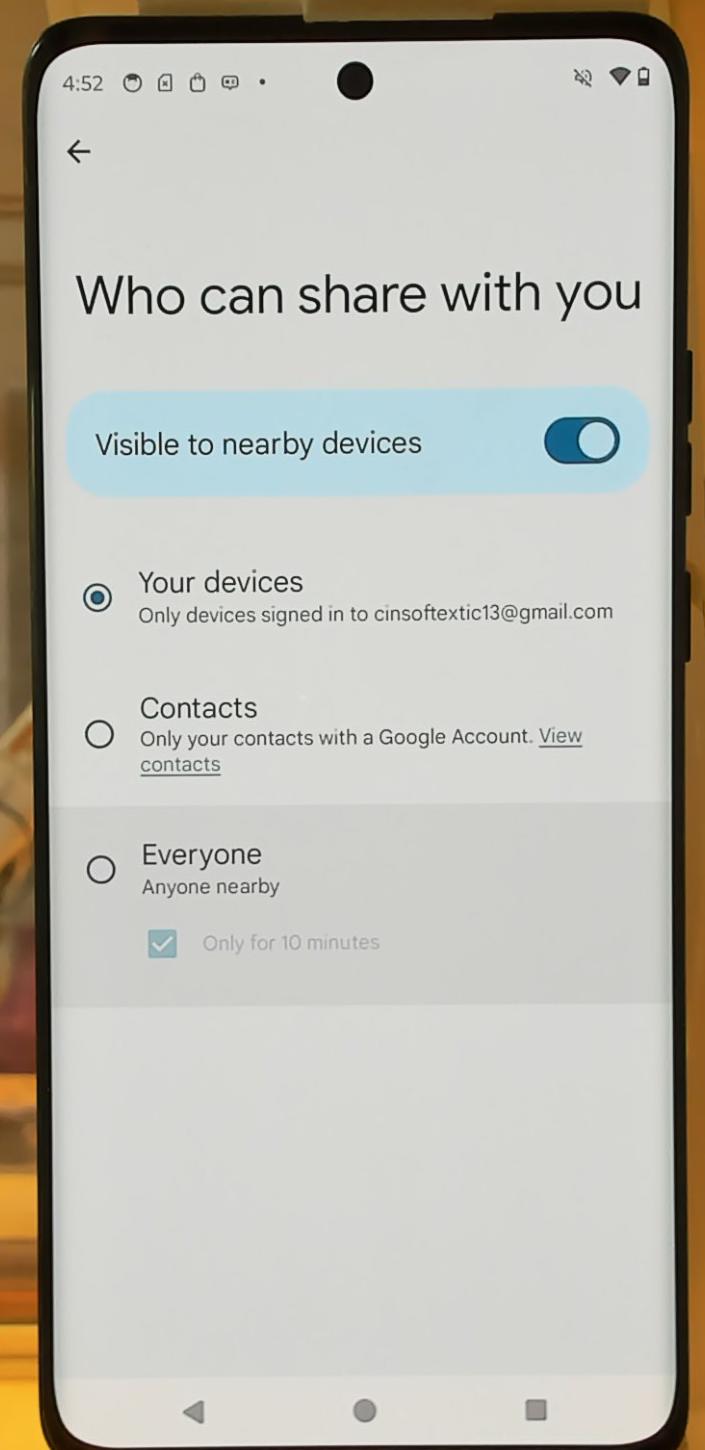 4:52
Who can share with you
Visible to nearby devices
Your devices
Only devices signed in to cinsoftextic13@gmail.com
Contacts
Only your contacts with a Google Account. View
contacts
Everyone
Anyone nearby
Only for 10 minutes